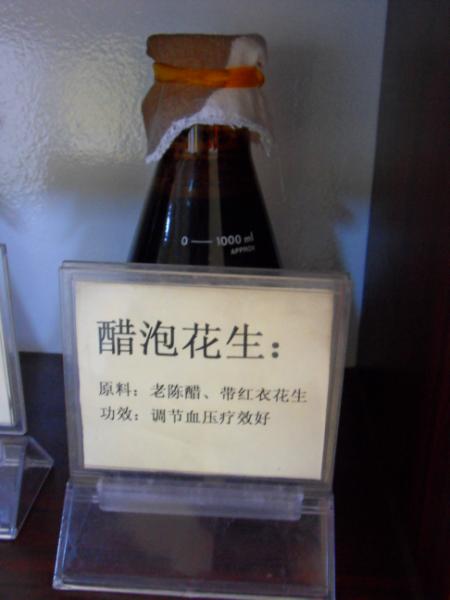 0 — 1000 ml
APPROX
醋泡花生：
原料：老陈醋、带红衣花生
功效：调节血压疗效好